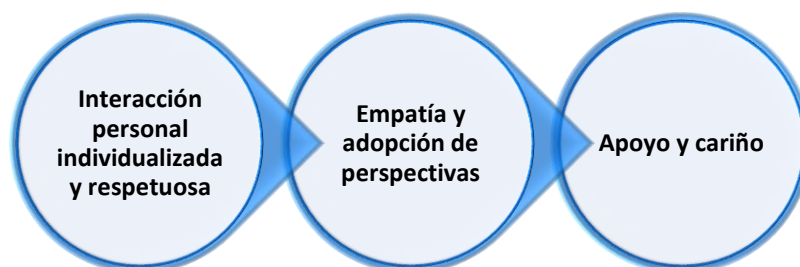 Interacción
personal
individualizada
y respetuosa
Empatía y
adopción de
perspectivas
Apoyo y cariño